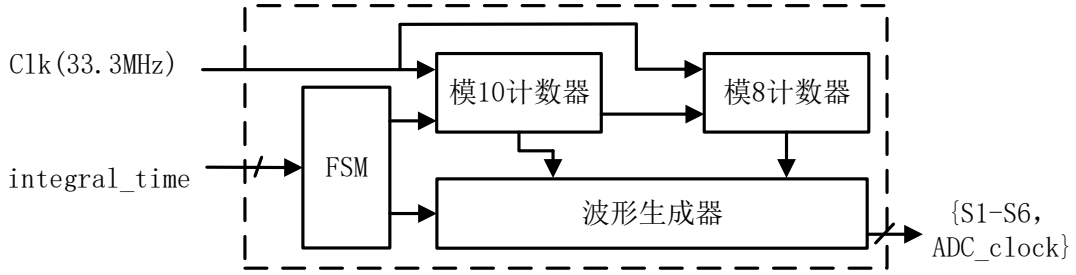 Clk(33.3MHz)
模10计数器
模8计数器
FSM
integral_time
波形生成器
{S1-S6,
ADC_clock}